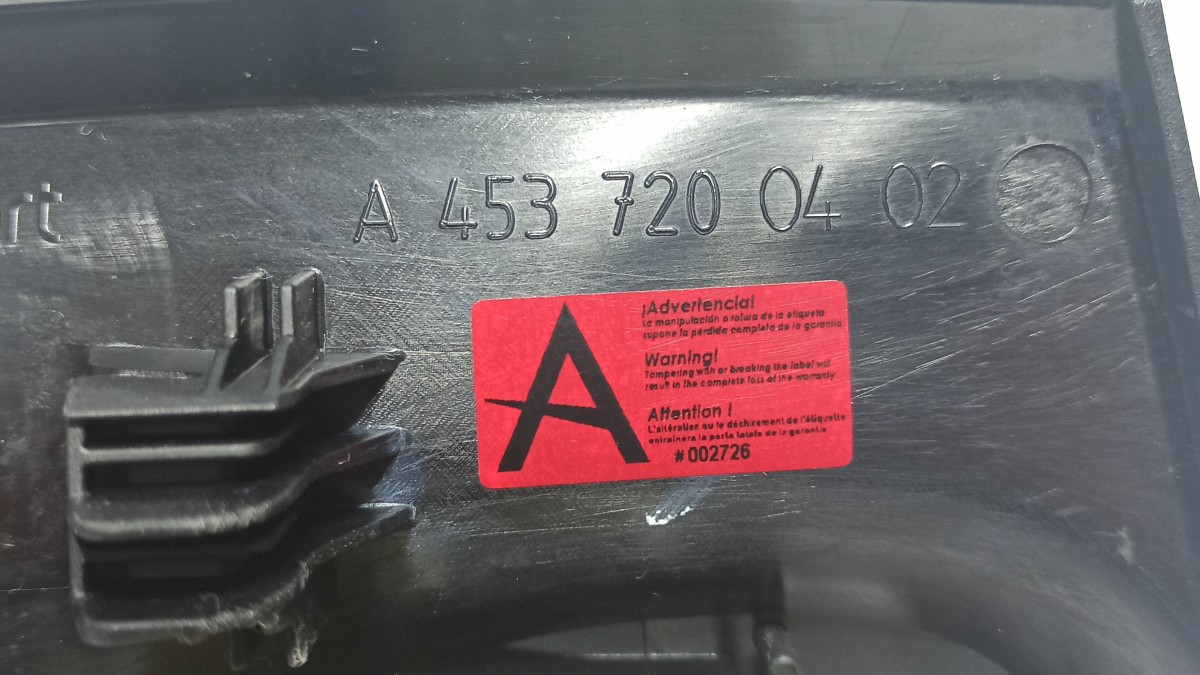 rt
A 453 720 04 02
A
¡Advertencia!
La manipulación o rotura de la etiqueta
supone la pérdida completa de la garantía
Warning!
Tampering with or breaking the label will
result in the complete loss of the warranty
Attention !
L'altération ou le déchirement de l'étiquette
entrainera la perte totale de la garantie
#002726